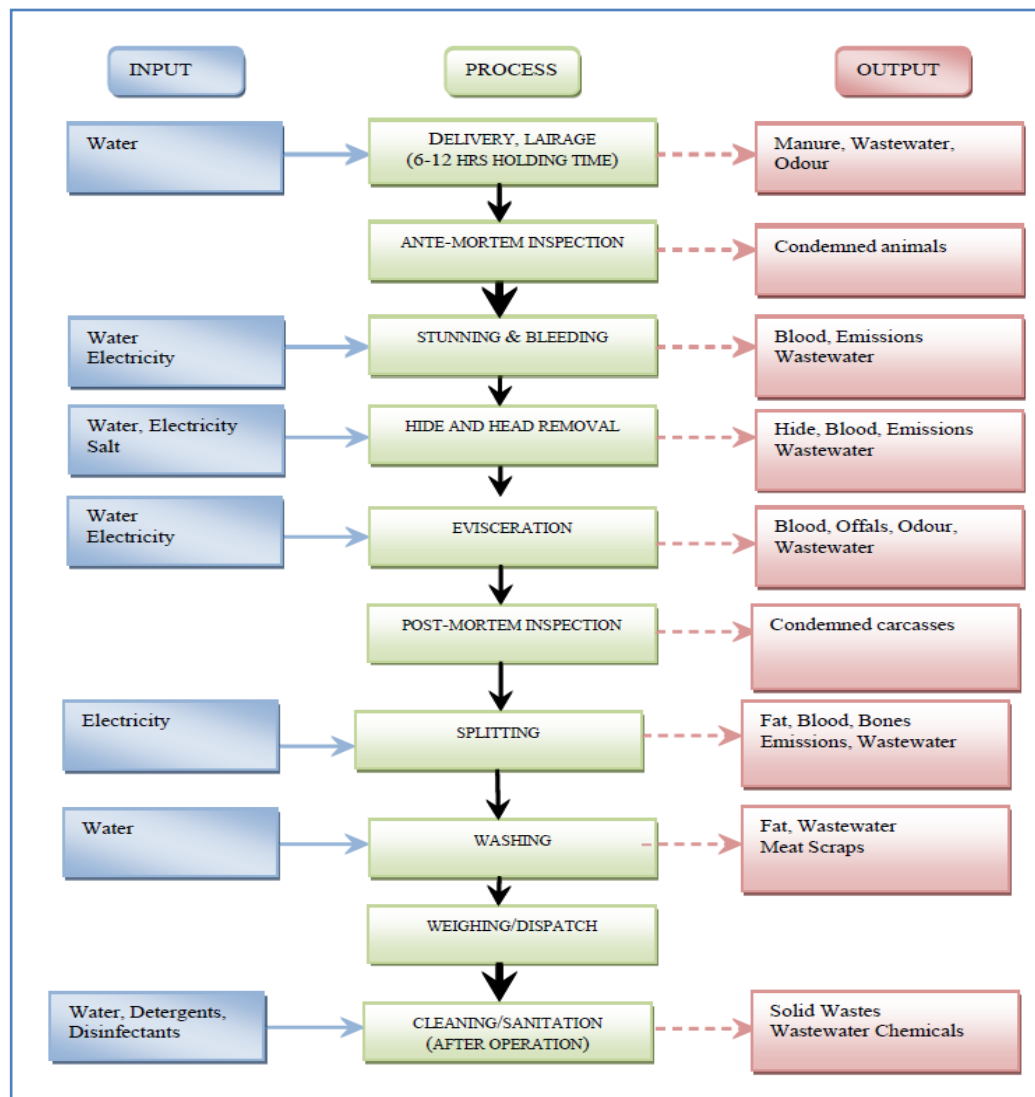 INPUT
PROCESS
OUTPUT
Water
DELIVERY, LAIRAGE
(6-12 HRS HOLDING TIME)
Manure, Wastewater,
Odour
ANTE-MORTEM INSPECTION
Condemned animals
Water
Electricity
STUNNING & BLEEDING
Blood, Emissions
Wastewater
Water, Electricity
Salt
HIDE AND HEAD REMOVAL
Hide, Blood, Emissions
Wastewater
Water
Electricity
EVISCERATION
Blood, Offals, Odour,
Wastewater
POST-MORTEM INSPECTION
Condemned carcasses
Electricity
SPLITTING
Fat, Blood, Bones
Emissions, Wastewater
Water
WASHING
Fat, Wastewater
Meat Scraps
WEIGHING/DISPATCH
Water, Detergents,
Disinfectants
CLEANING/SANITATION
(AFTER OPERATION)
Solid Wastes
Wastewater Chemicals